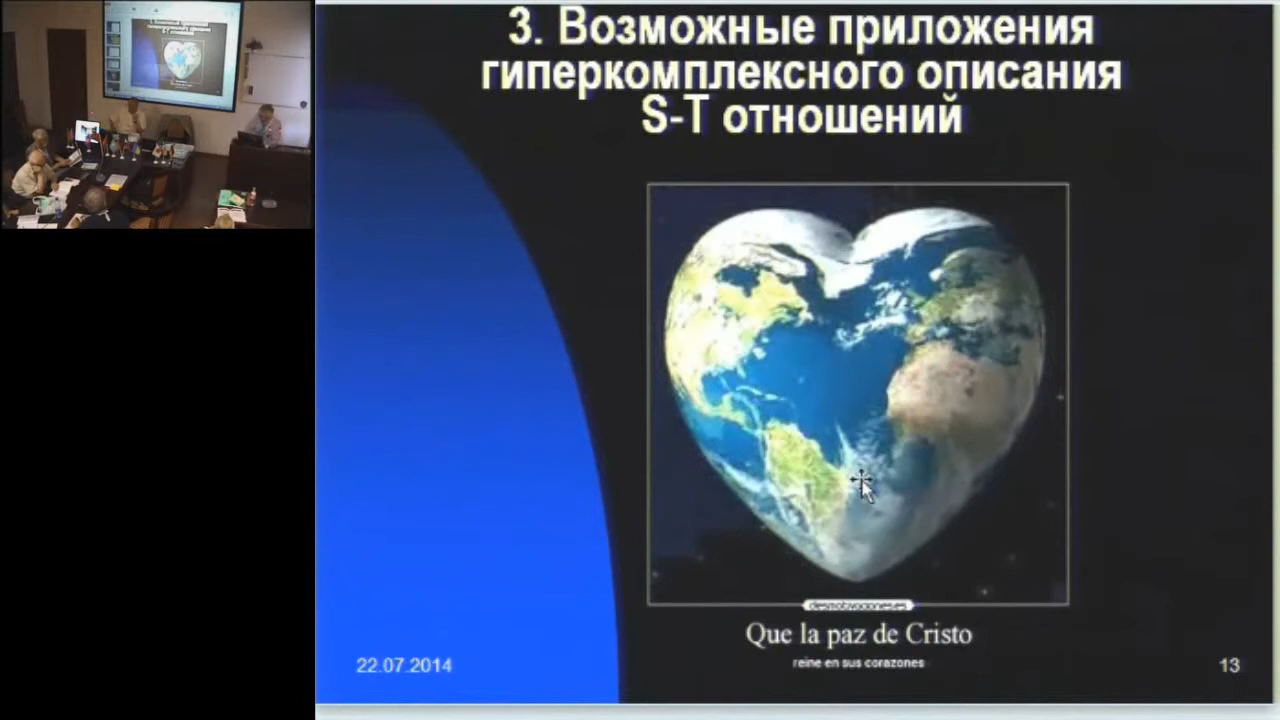 3. Возможные приложения
гиперкомплексного описания
S-T отношений
desmotivaciones.es
Que la paz de Cristo
reine en sus corazones
22.07.2014
13